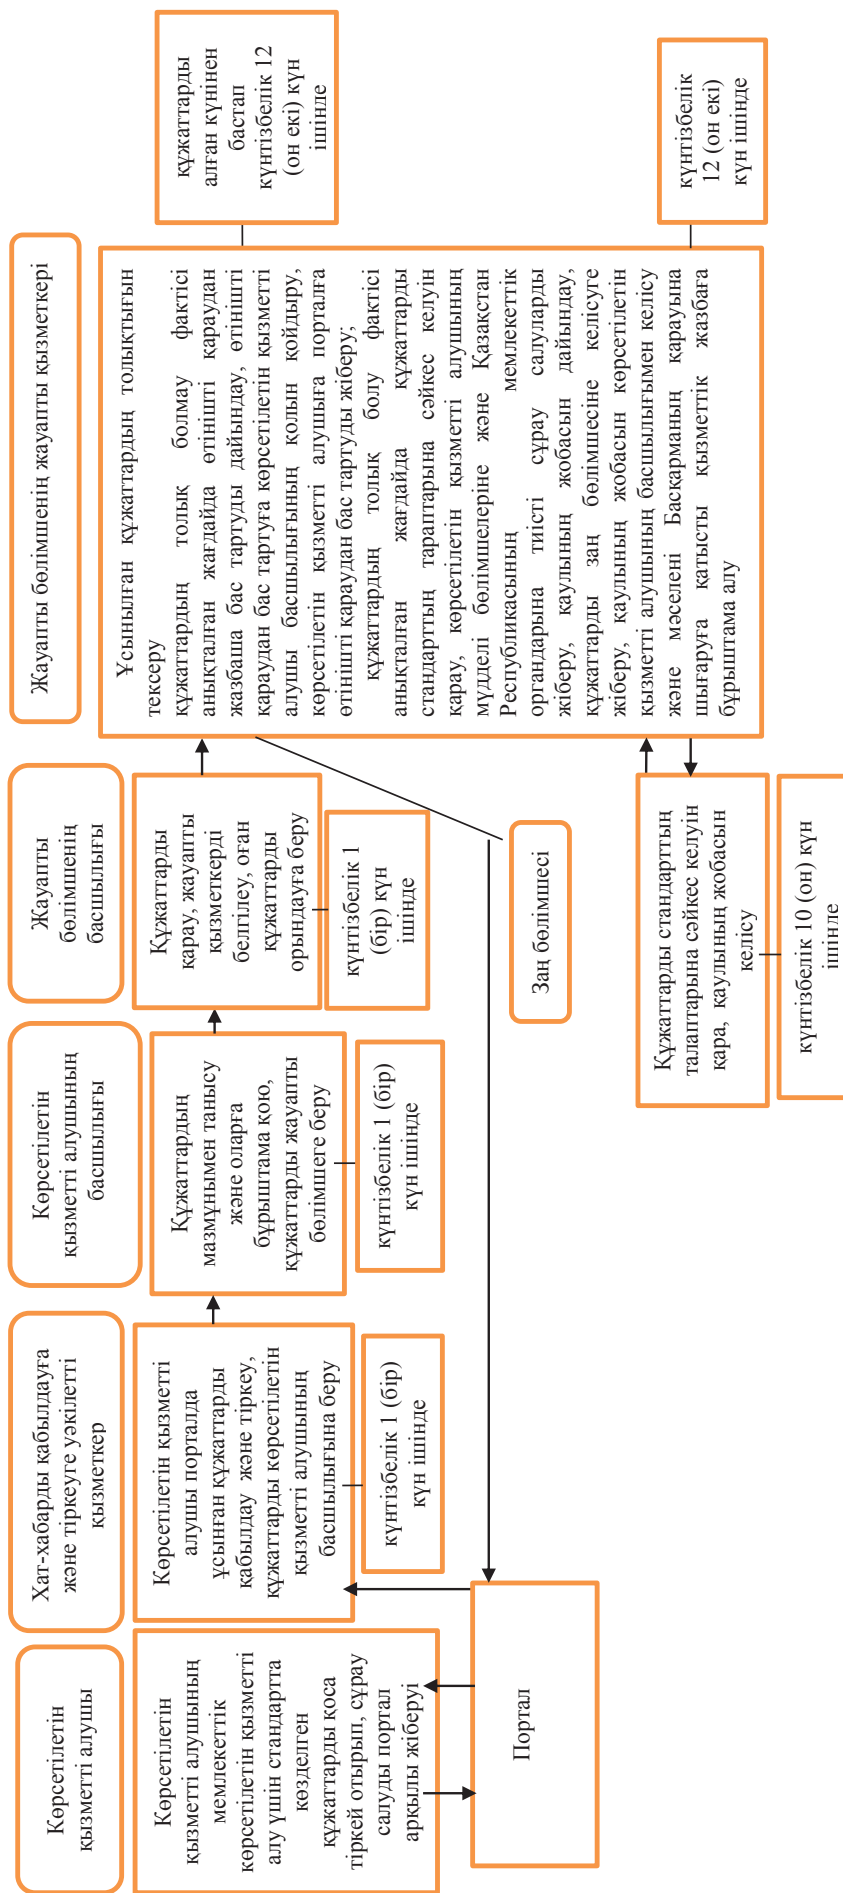 Көрсетілетін
қызметті алушы
Хат-хабарды қабылдауға
және тіркеуге уәкілетті
қызметкер
Көрсетілетін
қызметті алушының
басшылығы
Жауапты
бөлімшенің
басшылығы
Жауапты бөлімшенің жауапты қызметкері
Көрсетілетін
қызметті алушының
мемлекеттік
көрсетілетін қызметті
алу үшін стандартта
көзделген
құжаттарды қоса
тіркей отырып, сұрау
салуды портал
арқылы жіберуі
Көрсетілетін қызметті
алушы порталда
ұсынған құжаттарды
қабылдау және тіркеу,
құжаттарды көрсетілетін
қызметті алушының
басшылығына беру
күнтізбелік 1 (бір)
күн ішінде
Құжаттардың
мазмұнымен танысу
және оларға
бұрыштама қою,
құжаттарды жауапты
бөлімшеге беру
күнтізбелік 1 (бір)
күн ішінде
Құжаттарды
қарау, жауапты
қызметкерді
белгілеу, оған
құжаттарды
орындауға беру
күнтізбелік 1
(бір) күн
ішінде
Ұсынылған құжаттардың толықтығын
тексеру
құжаттардың толық болмау фактісі
анықталған жағдайда өтінішті қараудан
жазбаша бас тартуды дайындау, өтінішті
қараудан бас тартуға көрсетілетін қызметті
алушы басшылығының қолын қойдыру,
көрсетілетін қызметті алушыға порталға
өтінішті қараудан бас тартуды жіберу;
құжаттардың толық болу фактісі
анықталған жағдайда құжаттарды
стандарттың тараптарына сәйкес келуін
қарау, көрсетілетін қызметті алушының
мүдделі бөлімшелеріне және Қазақстан
Республикасының мемлекеттік
органдарына тиісті сұрау салуларды
жіберу, қаулының жобасын дайындау,
құжаттарды заң бөлімшесіне келісуге
жіберу, қаулының жобасын көрсетілетін
қызметті алушының басшылығымен келісу
және мәселені Басқарманың қарауына
шығаруға қатысты қызметтік жазбаға
бұрыштама алу
құжаттарды
алған күнінен
бастап
күнтізбелік 12
(он екі) күн
ішінде
күнтізбелік
12 (он екі)
күн ішінде
Портал
Заң бөлімшесі
Құжаттарды стандарттың
талаптарына сәйкес келуін
қара, қаулының жобасын
келісу
күнтізбелік 10 (он) күн
ішінде